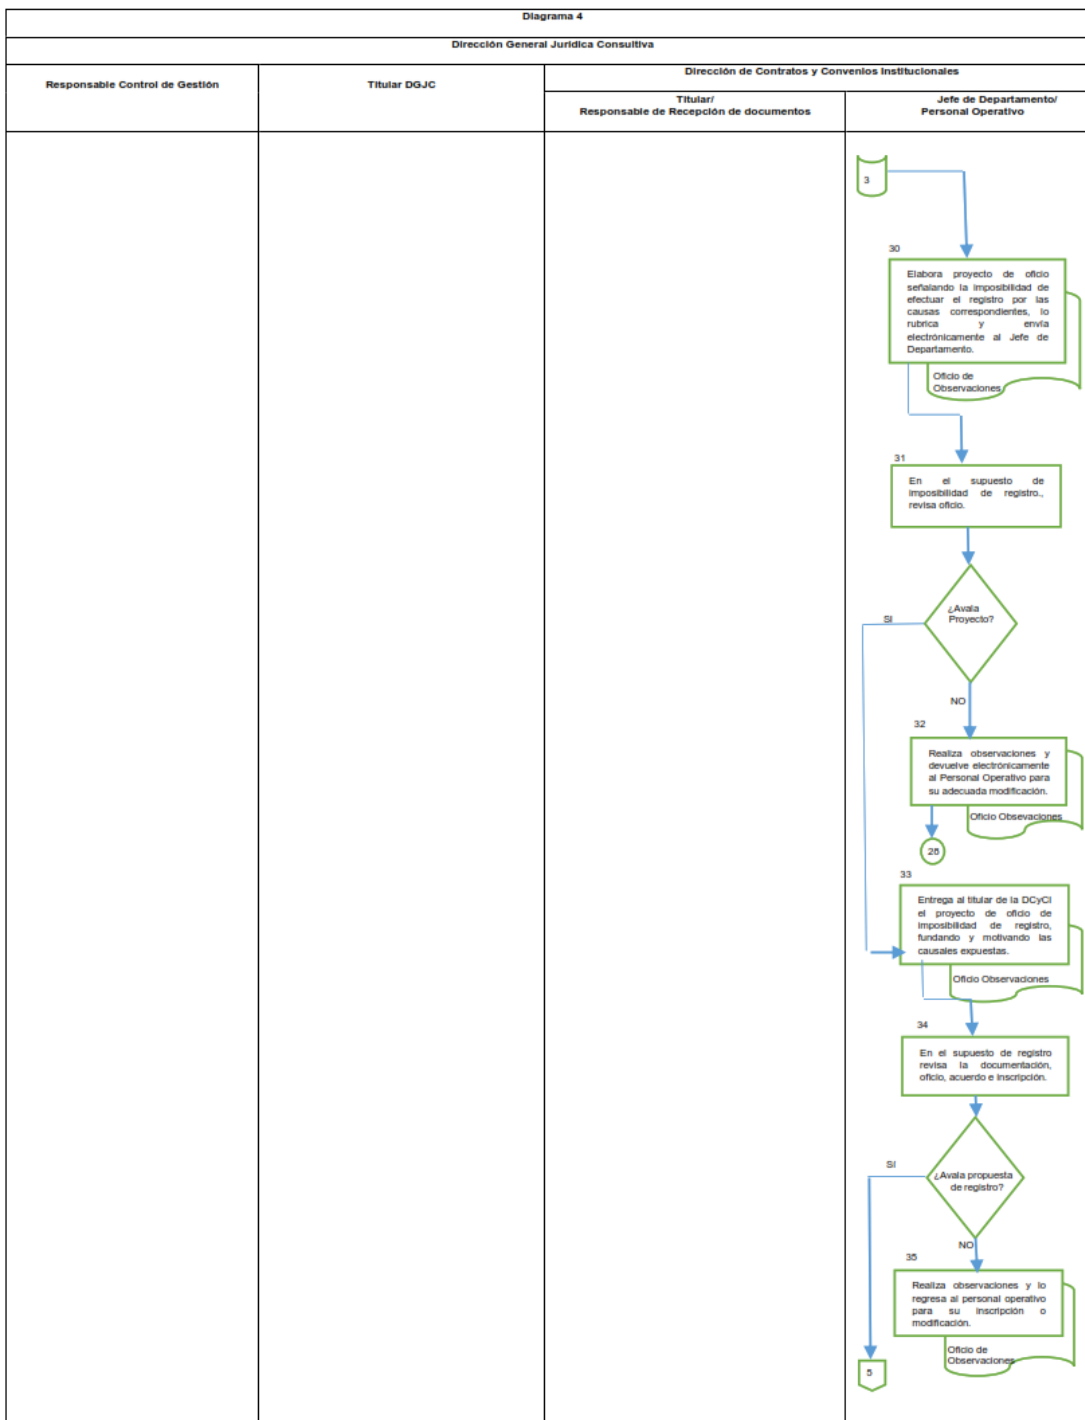 Diagrama 4
Dirección General Jurídica Consultiva
Responsable Control de Gestión
Titular DGJC
Dirección de Contratos y Convenios Institucionales
Titular/
Responsable de Recepción de documentos
Jefe de Departamento/
Personal Operativo
3
30
Elabora proyecto de oficio
señalando la imposibilidad de
efectuar el registro por las
causas correspondientes, lo
rubrica y envía
electrónicamente al Jefe de
Departamento.
Oficio de
Observaciones
31
En el supuesto de
imposibilidad de registro.,
revisa oficio.
¿Avala
Proyecto?
SI
NO
32
Realiza observaciones y
devuelve electrónicamente
al Personal Operativo para
su adecuada modificación.
Oficio Obsevaciones
28
33
Entrega al titular de la DCyCI
el proyecto de oficio de
imposibilidad de registro,
fundando y motivando las
causales expuestas.
Oficio Observaciones
34
En el supuesto de registro
revisa la documentación,
oficio, acuerdo e inscripción.
¿Avala propuesta
de registro?
SI
NO
35
Realiza observaciones y lo
regresa al personal operativo
para su inscripción o
modificación.
Oficio de
Observaciones
5